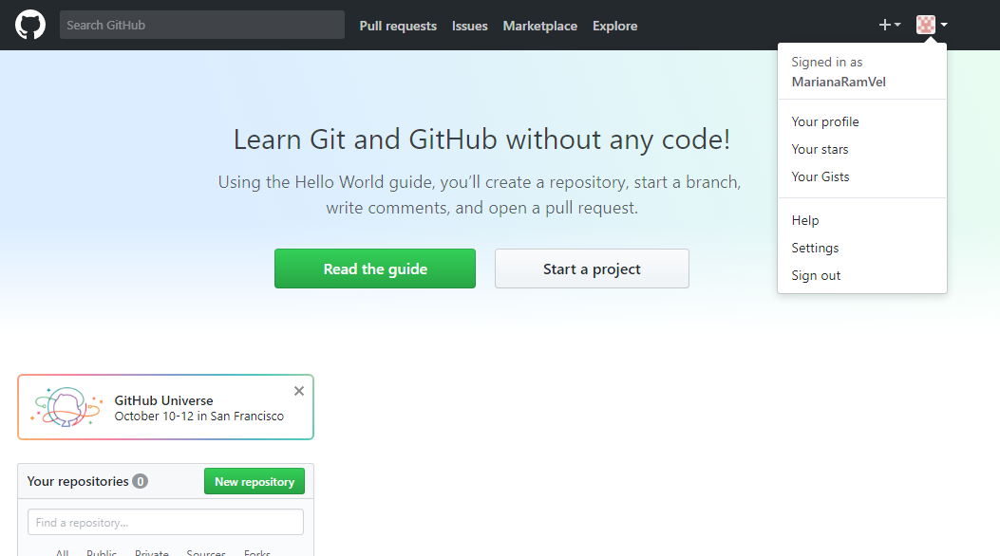 Search GitHub
Pull requests Issues Marketplace Explore
Signed in as
MarianaRamVel
Your profile
Your stars
Your Gists
Help
Settings
Sign out
Learn Git and GitHub without any code!
Using the Hello World guide, you’ll create a repository, start a branch,
write comments, and open a pull request.
Read the guide
Start a project
GitHub Universe
October 10-12 in San Francisco
Your repositories 0
New repository
Find a repository...
All Public Private Sources Forks